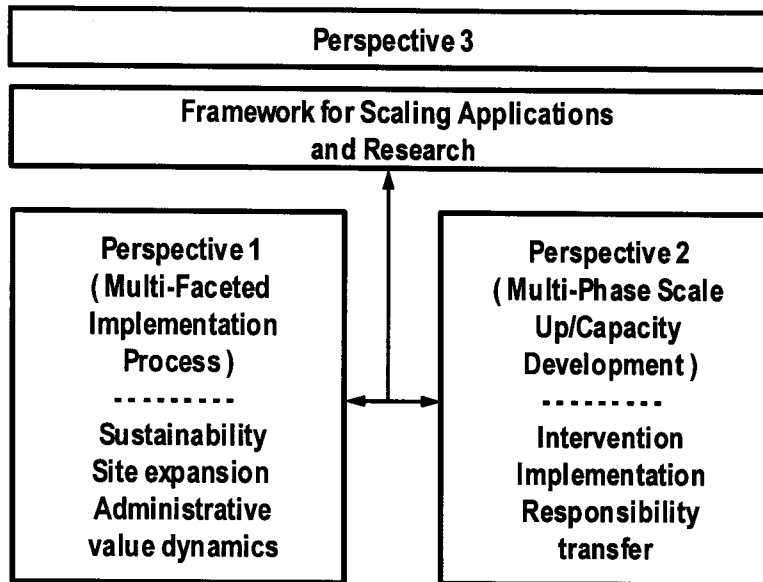 Perspective 3
Framework for Scaling Applications
and Research
Perspective 1
( Multi-Faceted
Implementation
Process )
---------
Sustainability
Site expansion
Administrative
value dynamics
Perspective 2
( Multi-Phase Scale
Up/Capacity
Development )
---------
Intervention
Implementation
Responsibility
transfer